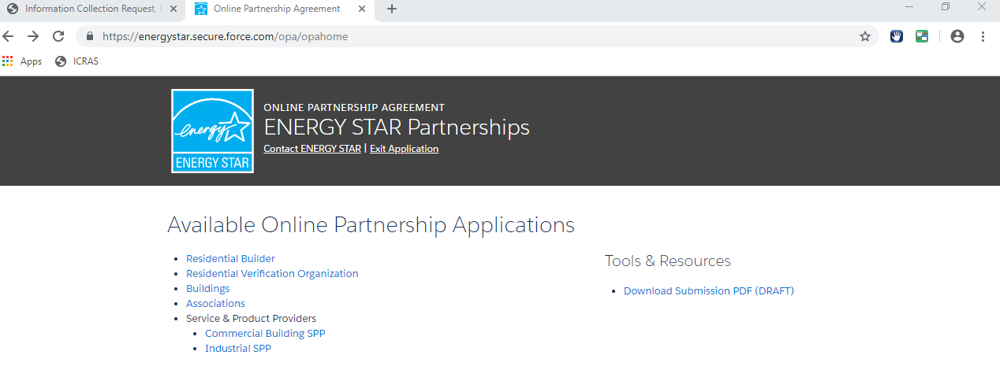 Information Collection Request,
Online Partnership Agreement
https://energystar.secure.force.com/opa/opahome
Apps
ICRAS
energy
ENERGY STAR
ONLINE PARTNERSHIP AGREEMENT
ENERGY STAR Partnerships
Contact ENERGY STAR | Exit Application
Available Online Partnership Applications
Residential Builder
Residential Verification Organization
Buildings
Associations
Service & Product Providers
Commercial Building SPP
Industrial SPP
Tools & Resources
Download Submission PDF (DRAFT)